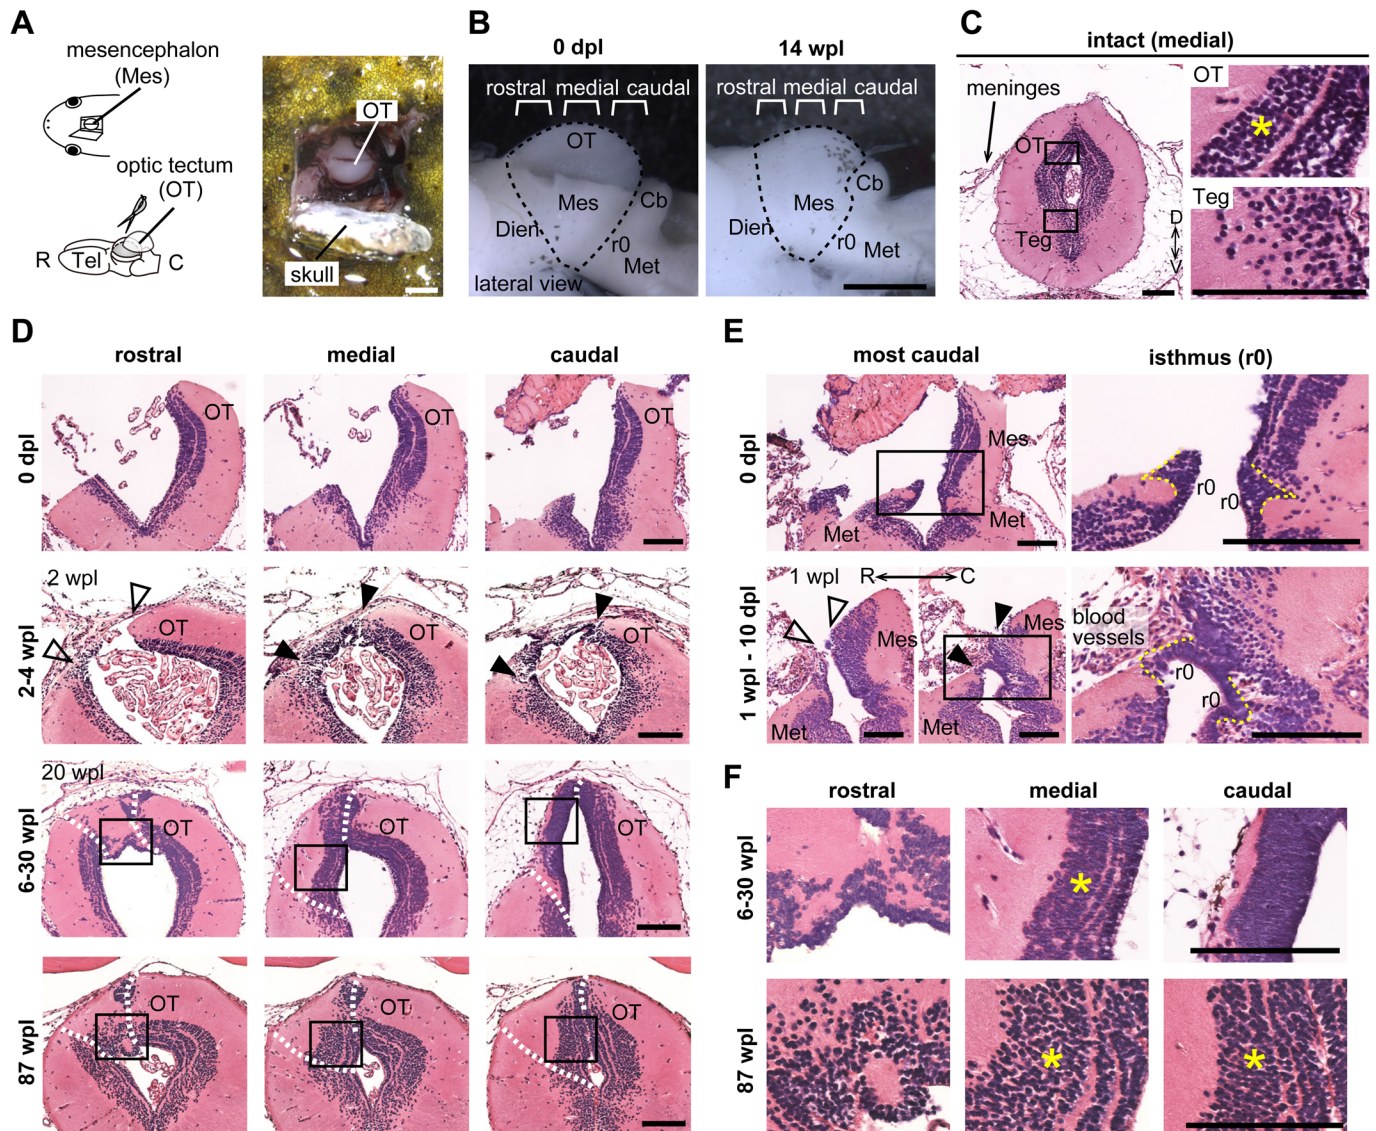 A
mesencephalon
(Mes)
optic tectum
(OT)
R
Tel
C
OT
skull
B
0 dpl
14 wpl
rostral medial caudal
OT
Mes
Cb
Dien
r0
Met
lateral view
rostral medial caudal
Mes
Cb
Dien
r0
Met
C
intact (medial)
meninges
OT
Teg
D
V
OT
Teg
D
rostral
medial
caudal
0 dpl
OT
OT
OT
2-4 wpl
2 wpl
OT
OT
OT
6-30 wpl
20 wpl
OT
OT
OT
87 wpl
OT
OT
OT
E
most caudal
isthmus (r0)
0 dpl
Mes
Met
Met
r0
r0
1 wpl - 10 dpl
1 wpl
R
C
Mes
Mes
Met
Met
blood
vessels
r0
r0
F
rostral
medial
caudal
6-30 wpl
*
87 wpl
*
*